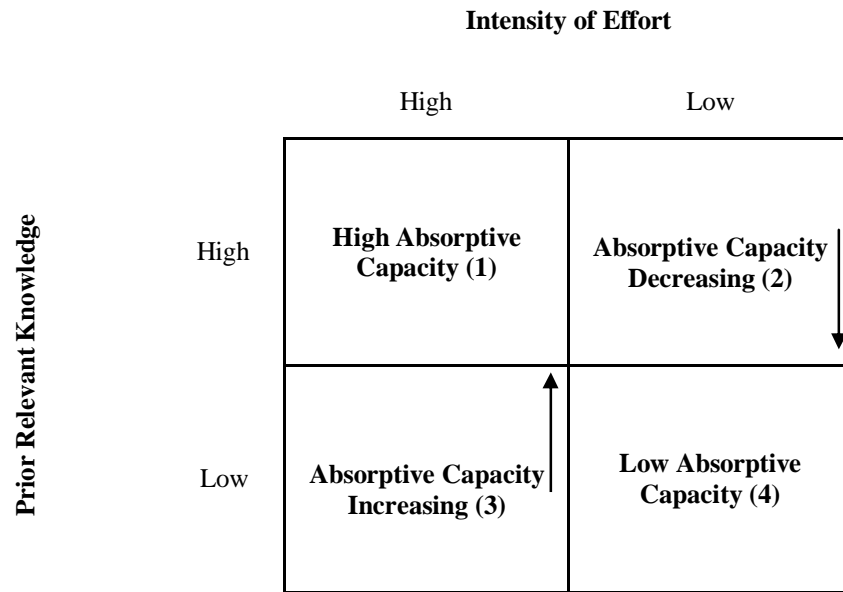 Intensity of Effort
High
Low
Prior Relevant Knowledge
High
High Absorptive
Capacity (1)
Absorptive Capacity
Decreasing (2)
Low
Absorptive Capacity
Increasing (3)
Low Absorptive
Capacity (4)